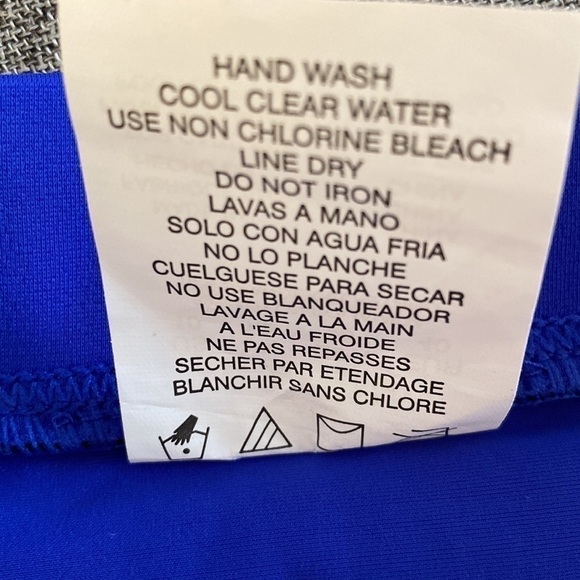 HAND WASH
COOL CLEAR WATER
USE NON CHLORINE BLEACH
LINE DRY
DO NOT IRON
LAVAS A MANO
SOLO CON AGUA FRIA
NO LO PLANCHE
CUELGUESE PARA SECAR
NO USE BLANQUEADOR
LAVAGE A LA MAIN
A L'EAU FROIDE
NE PAS REPASSES
SECHER PAR ETENDAGE
BLANCHIR SANS CHLORE